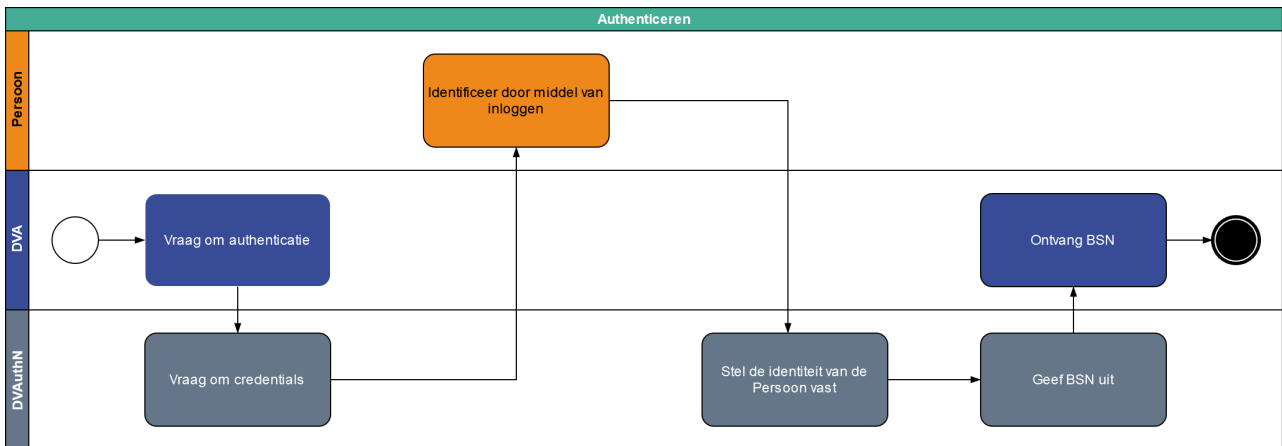 Authenticeren
Persoon
Identificeer door middel van
inloggen
DVA
Vraag om authenticatie
Ontvang BSN
DVAuthN
Vraag om credentials
Stel de identiteit van de
Persoon vast
Geef BSN uit